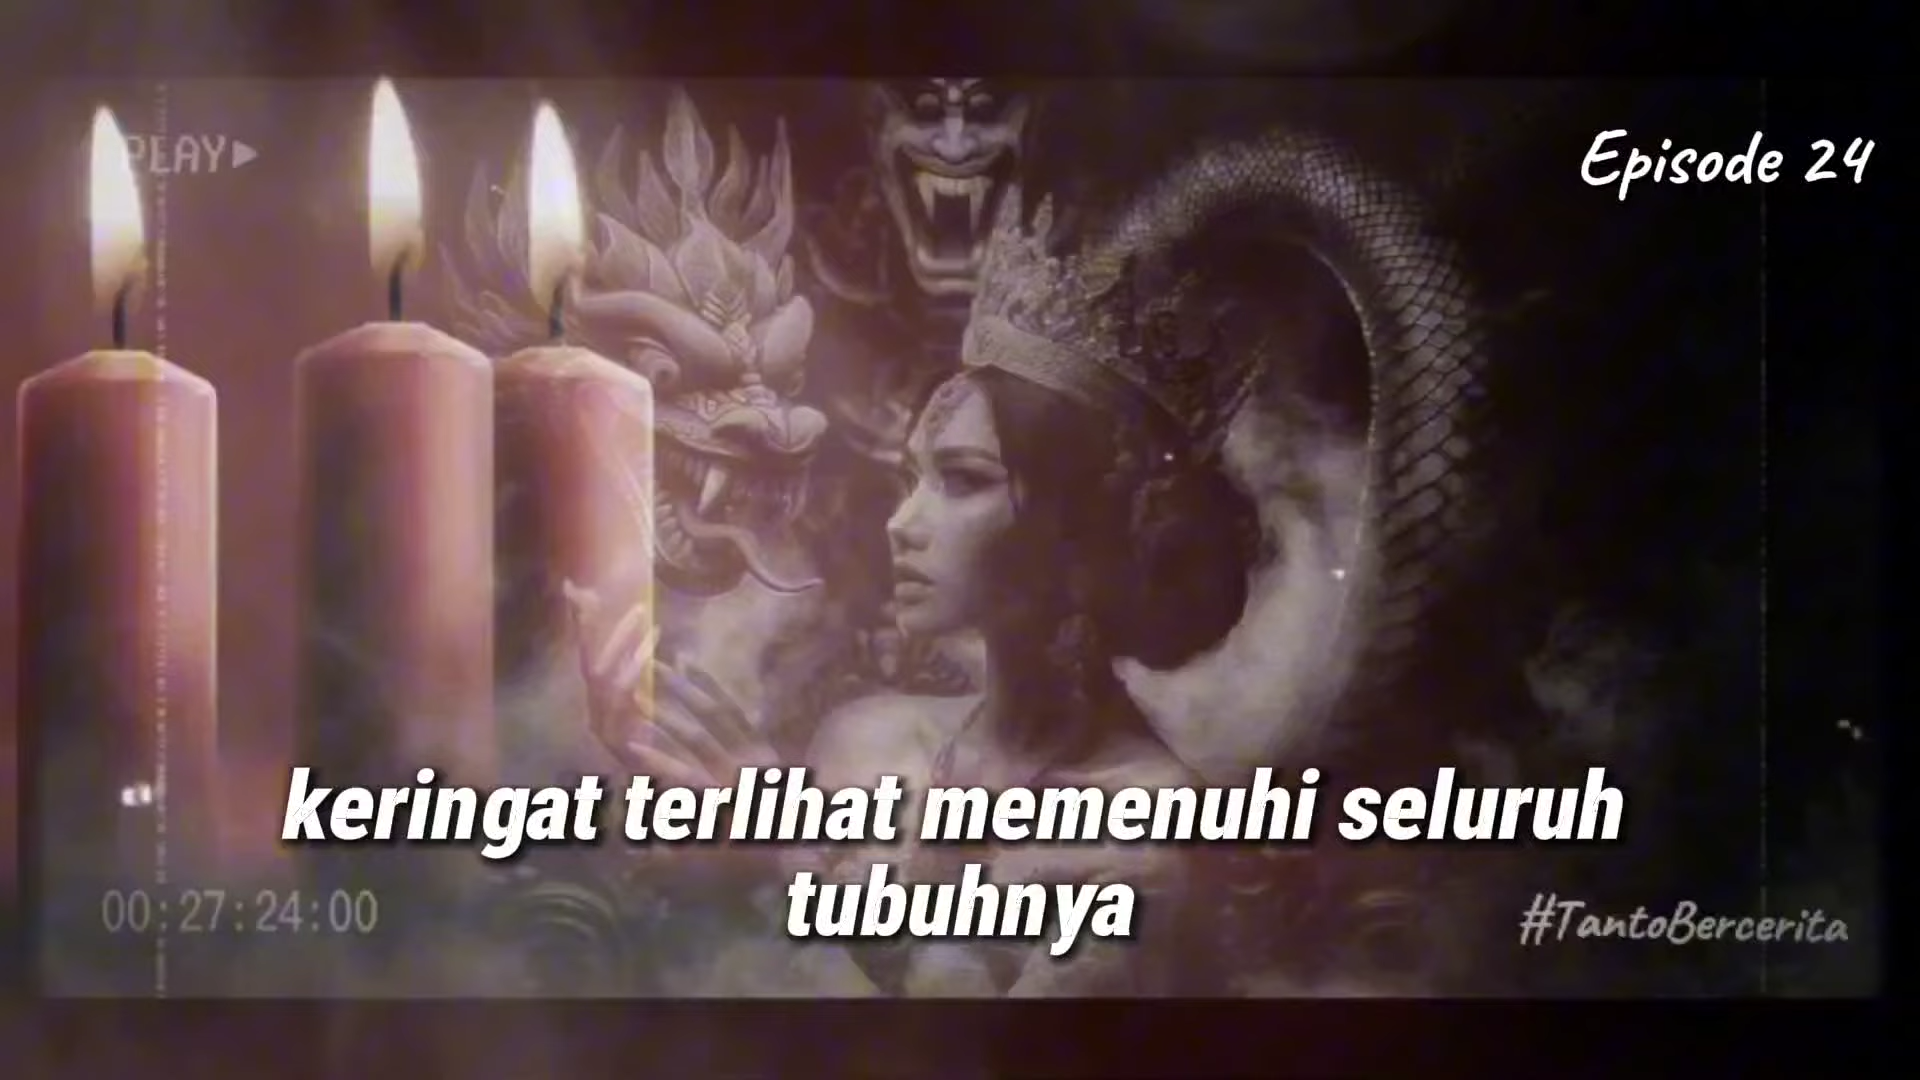 PLAY
Episode 24
keringat terlihat memenuhi seluruh
tubuhnya
00:27:24:00
#TantoBercerita